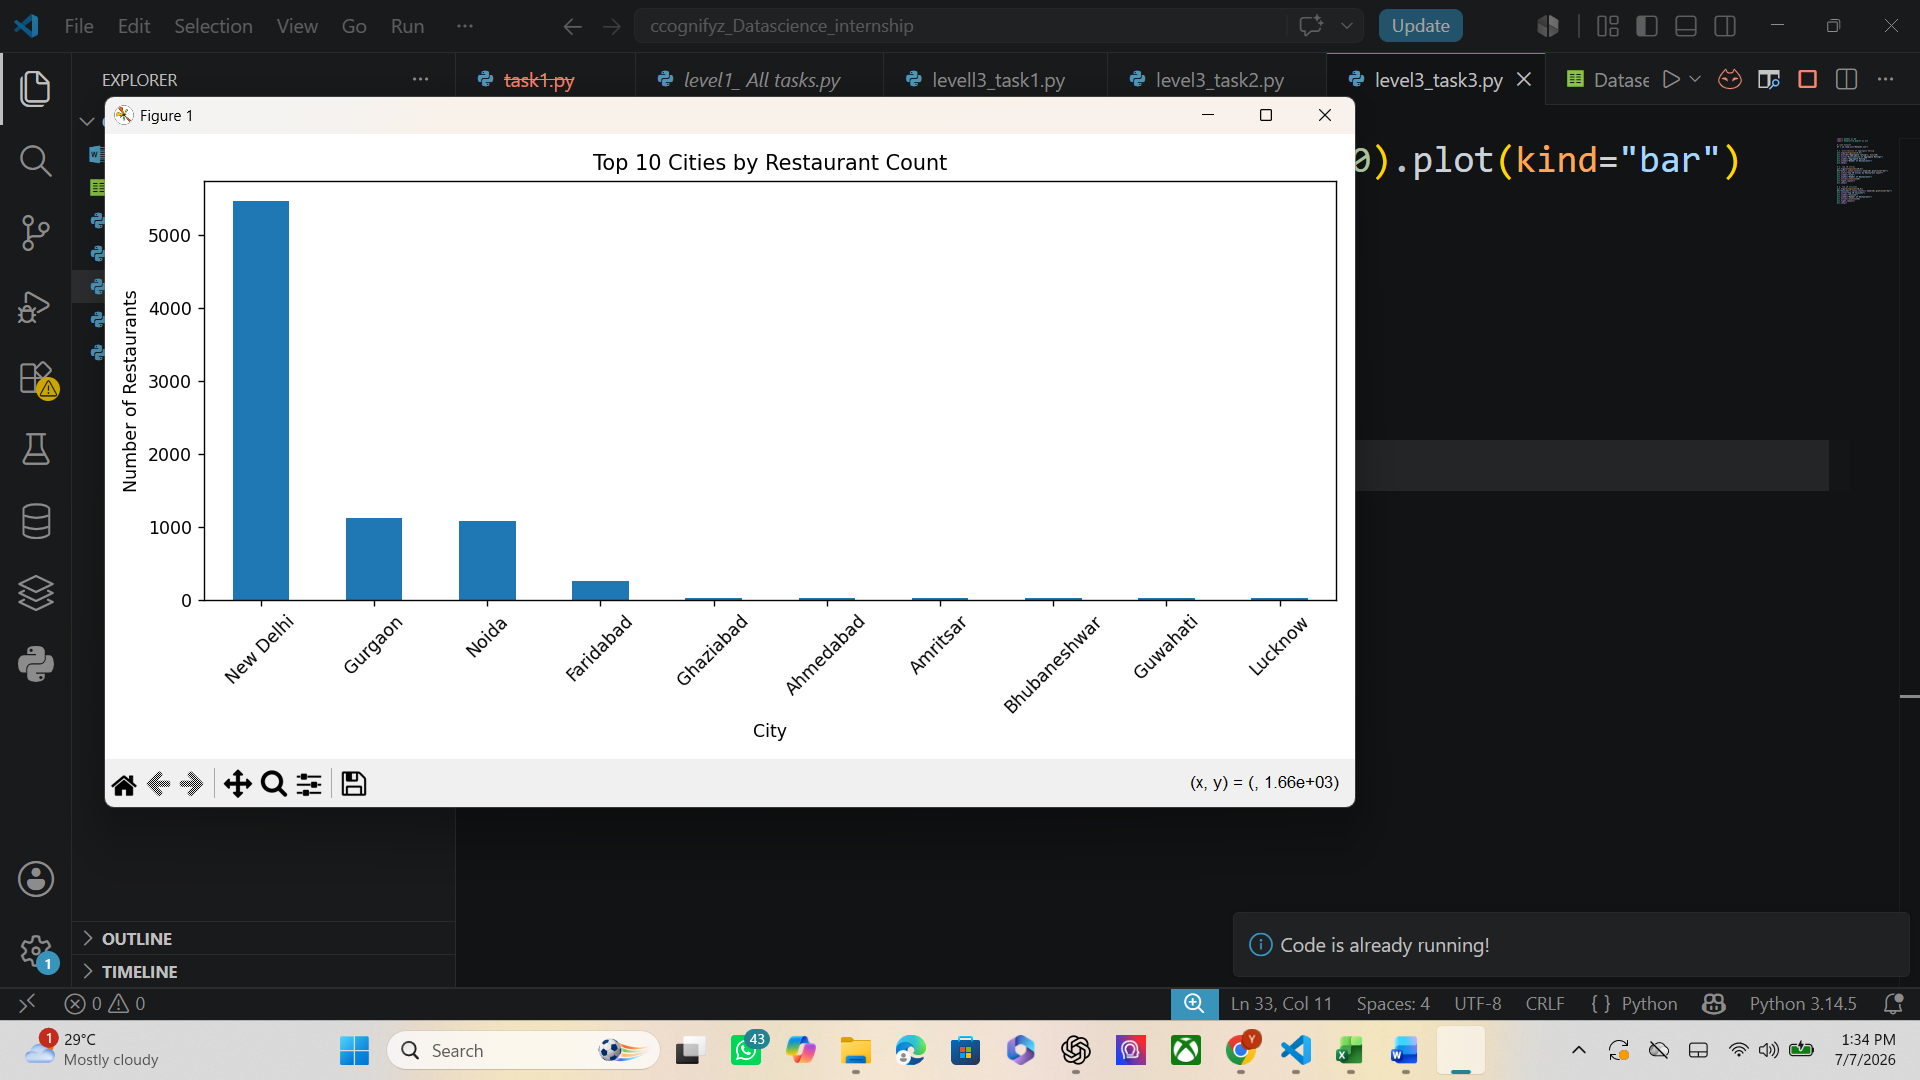 File Edit Selection View Go Run ···
ccognifyz_Datascience_internship
Update
EXPLORER
task1.py
level1_ All tasks.py
levell3_task1.py
level3_task2.py
level3_task3.py
Datase
Figure 1
0).plot(kind="bar")
Top 10 Cities by Restaurant Count
Number of Restaurants
5000
4000
3000
2000
1000
0
New Delhi
Gurgaon
Noida
Faridabad
Ghaziabad
Ahmedabad
Amritsar
Bhubaneshwar
Guwahati
Lucknow
City
(x, y) = (, 1.66e+03)
OUTLINE
TIMELINE
1
Code is already running!
0 0
Ln 33, Col 11 Spaces: 4 UTF-8 CRLF { } Python Python 3.14.5
1
29°C
Mostly cloudy
Search
43
Y
1:34 PM
7/7/2026